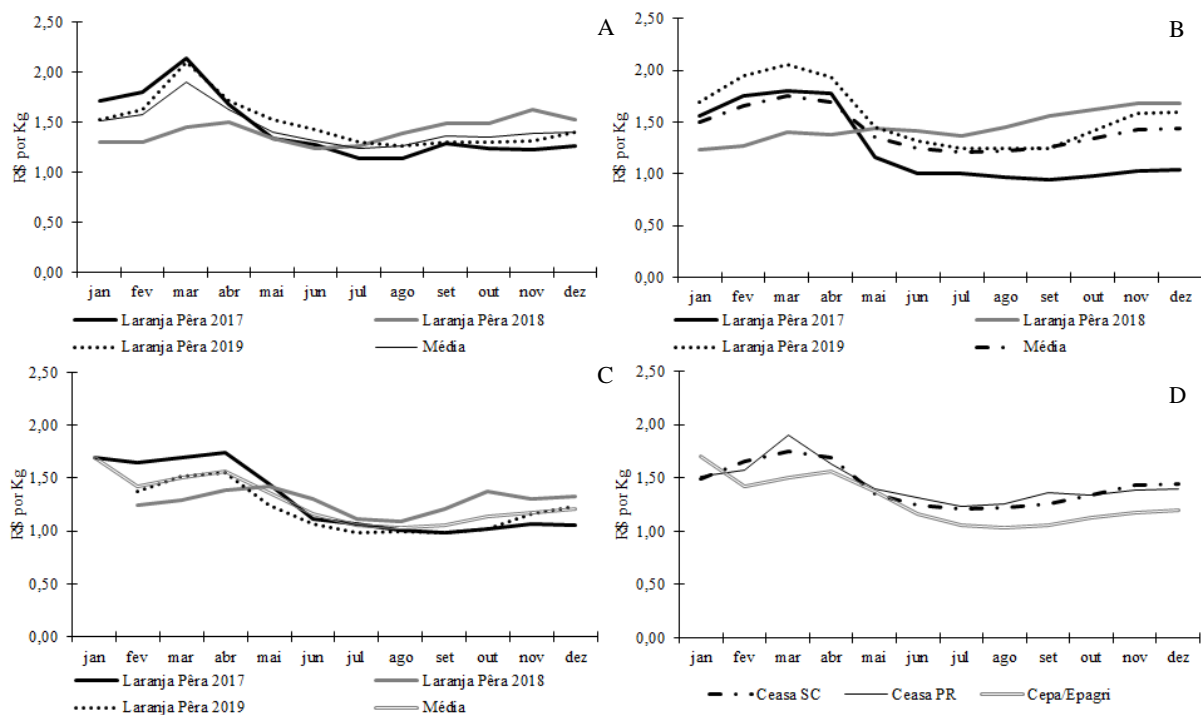 A
R$ por Kg
2,50
2,00
1,50
1,00
0,50
0,00
jan fev mar abr mai jun jul ago set out nov dez
Laranja Pêra 2017 Laranja Pêra 2018
Laranja Pêra 2019 Média
B
R$ por Kg
2,50
2,00
1,50
1,00
0,50
0,00
jan fev mar abr mai jun jul ago set out nov dez
Laranja Pêra 2017 Laranja Pêra 2018
Laranja Pêra 2019 Média
C
R$ por Kg
2,50
2,00
1,50
1,00
0,50
0,00
jan fev mar abr mai jun jul ago set out nov dez
Laranja Pêra 2017 Laranja Pêra 2018
Laranja Pêra 2019 Média
D
R$ por Kg
2,50
2,00
1,50
1,00
0,50
0,00
jan fev mar abr mai jun jul ago set out nov dez
Ceasa SC Ceasa PR Cepa/Epagri